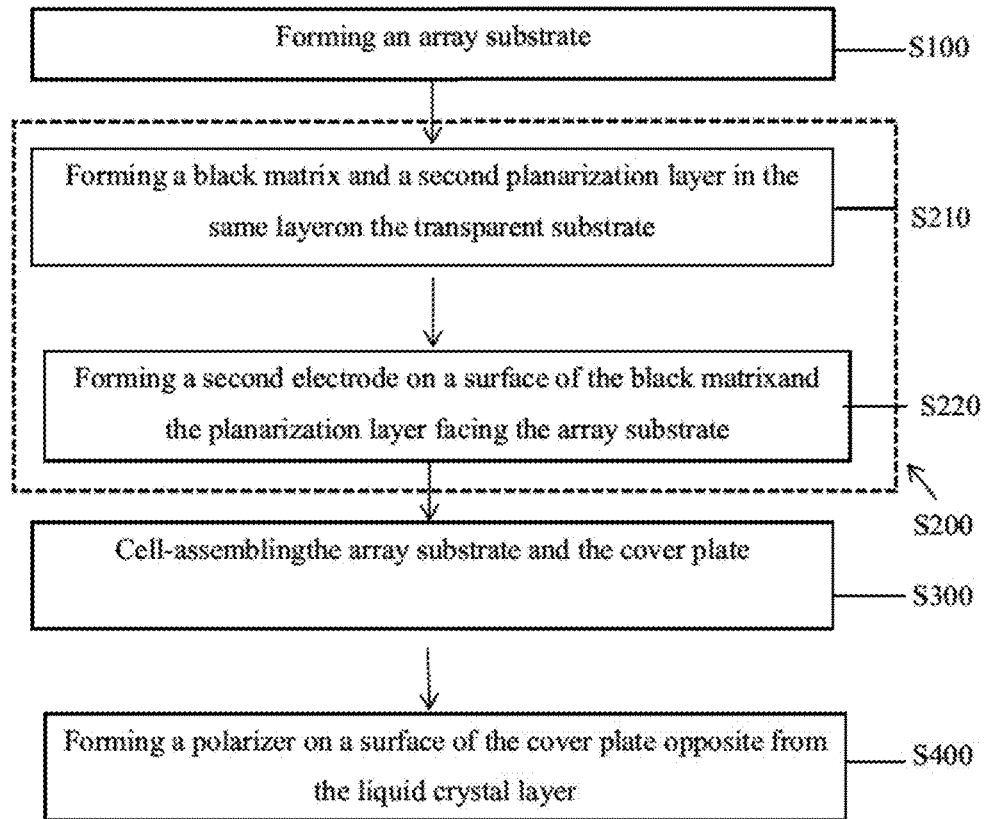 Forming an array substrate
S100
Forming a black matrix and a second planarization layer in the
same layeron the transparent substrate
S210
Forming a second electrode on a surface of the black matrixand
the planarization layer facing the array substrate
S220
S200
Cell-assemblingthe array substrate and the cover plate
S300
Forming a polarizer on a surface of the cover plate opposite from
the liquid crystal layer
S400